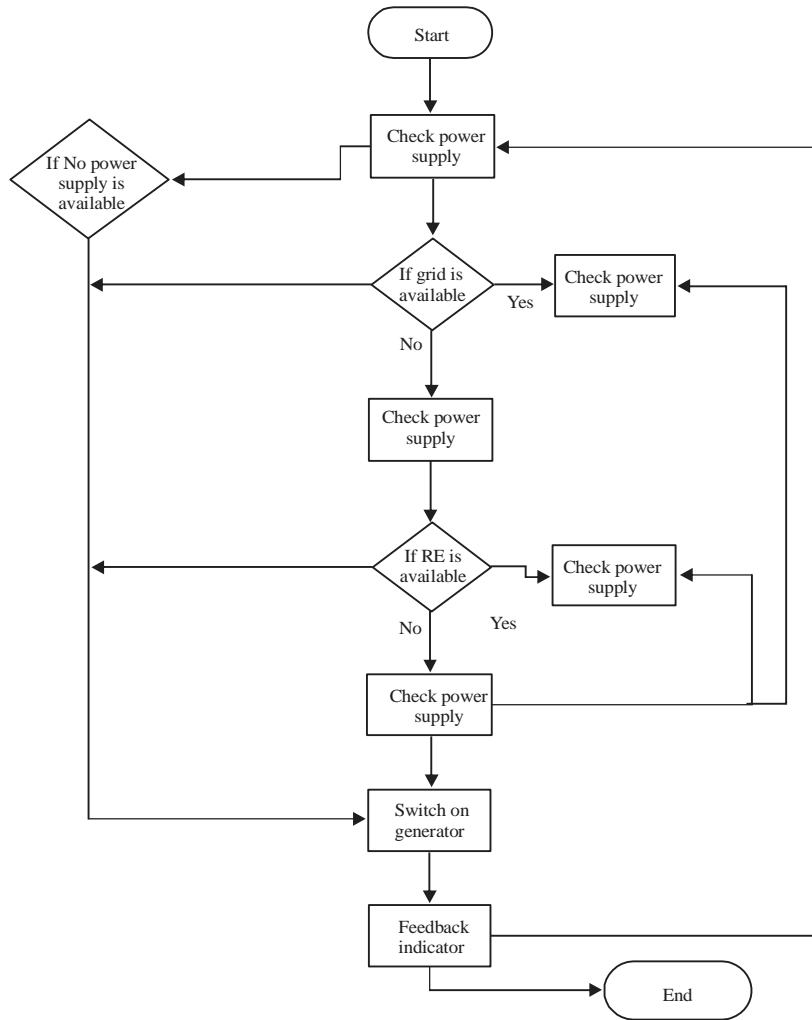 Start
Check power
supply
If No power
supply is
available
If grid is
available
Yes
Check power
supply
No
Check power
supply
If RE is
available
Check power
supply
No
Yes
Check power
supply
Switch on
generator
Feedback
indicator
End